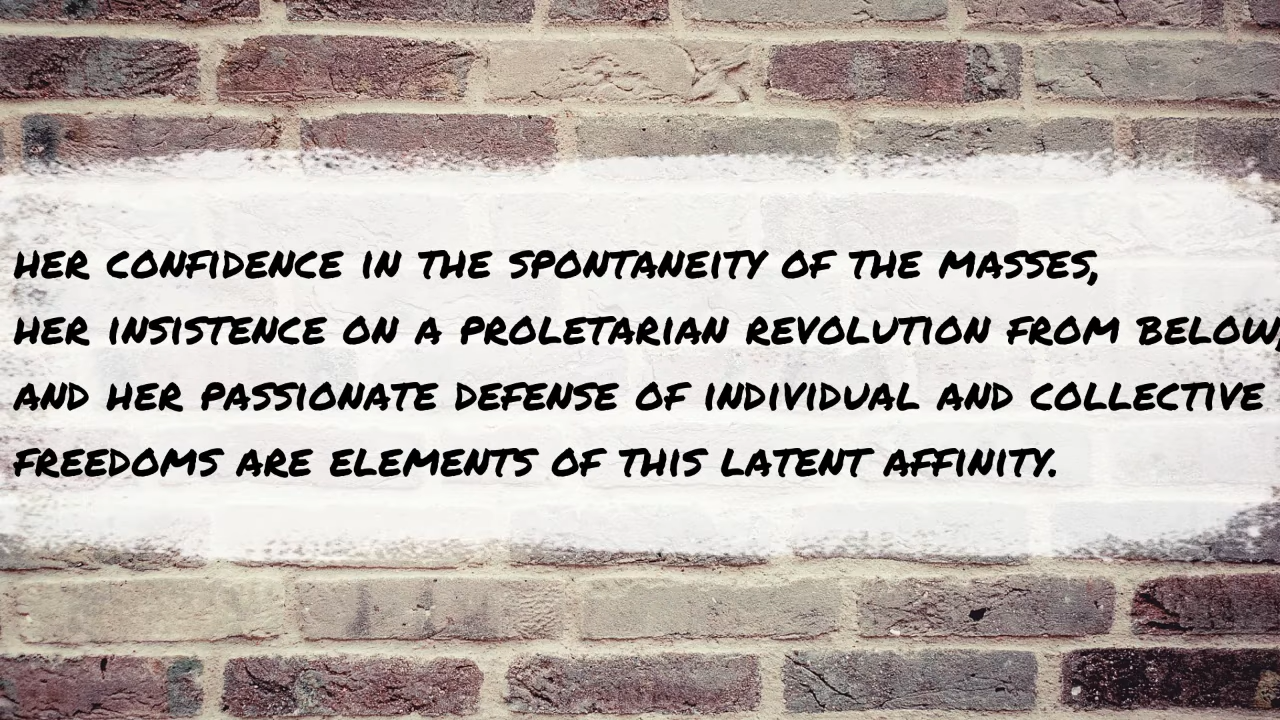 HER CONFIDENCE IN THE SPONTANEITY OF THE MASSES,
HER INSISTENCE ON A PROLETARIAN REVOLUTION FROM BELOW,
AND HER PASSIONATE DEFENSE OF INDIVIDUAL AND COLLECTIVE
FREEDOMS ARE ELEMENTS OF THIS LATENT AFFINITY.